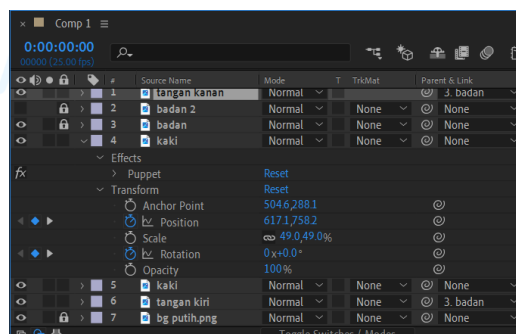 Comp 1
0:00:00:00
00000 (25.00 fps)
# Source Name Mode T TrkMat Parent & Link
1 tangan kanan Normal 3. badan
2 badan 2 Normal None None
3 badan Normal None None
4 kaki Normal None None
Effects
fx Puppet Reset
Transform Reset
Anchor Point 504.6,288.1
Position 617.1,758.2
Scale 49.0,49.0%
Rotation 0x+0.0°
Opacity 100%
5 kaki Normal None None
6 tangan kiri Normal None 3. badan
7 bg putih.png Normal None None
Toggle Switches / Modes